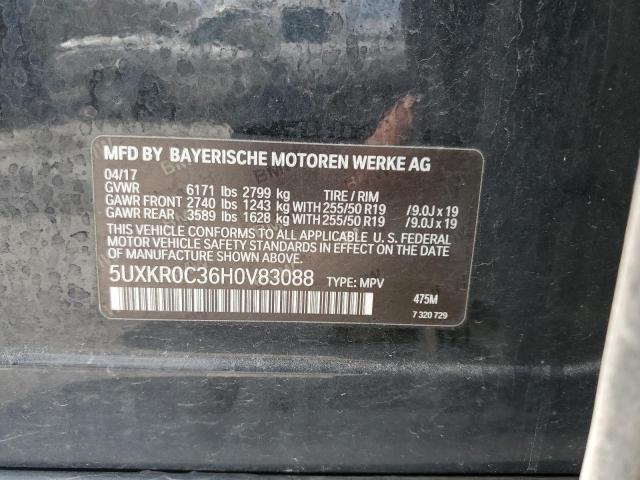 MFD BY BAYERISCHE MOTOREN WERKE AG
04/17
GVWR 6171 lbs 2799 kg TIRE / RIM
GAWR FRONT 2740 lbs 1243 kg WITH 255/50 R19 /9.0J x 19
GAWR REAR 3589 lbs 1628 kg WITH 255/50 R19 /9.0J x 19
THIS VEHICLE CONFORMS TO ALL APPLICABLE U. S. FEDERAL
MOTOR VEHICLE SAFETY STANDARDS IN EFFECT ON THE DATE
OF MANUFACTURE SHOWN ABOVE.
5UXKR0C36H0V83088 TYPE: MPV 475M
7 320 729